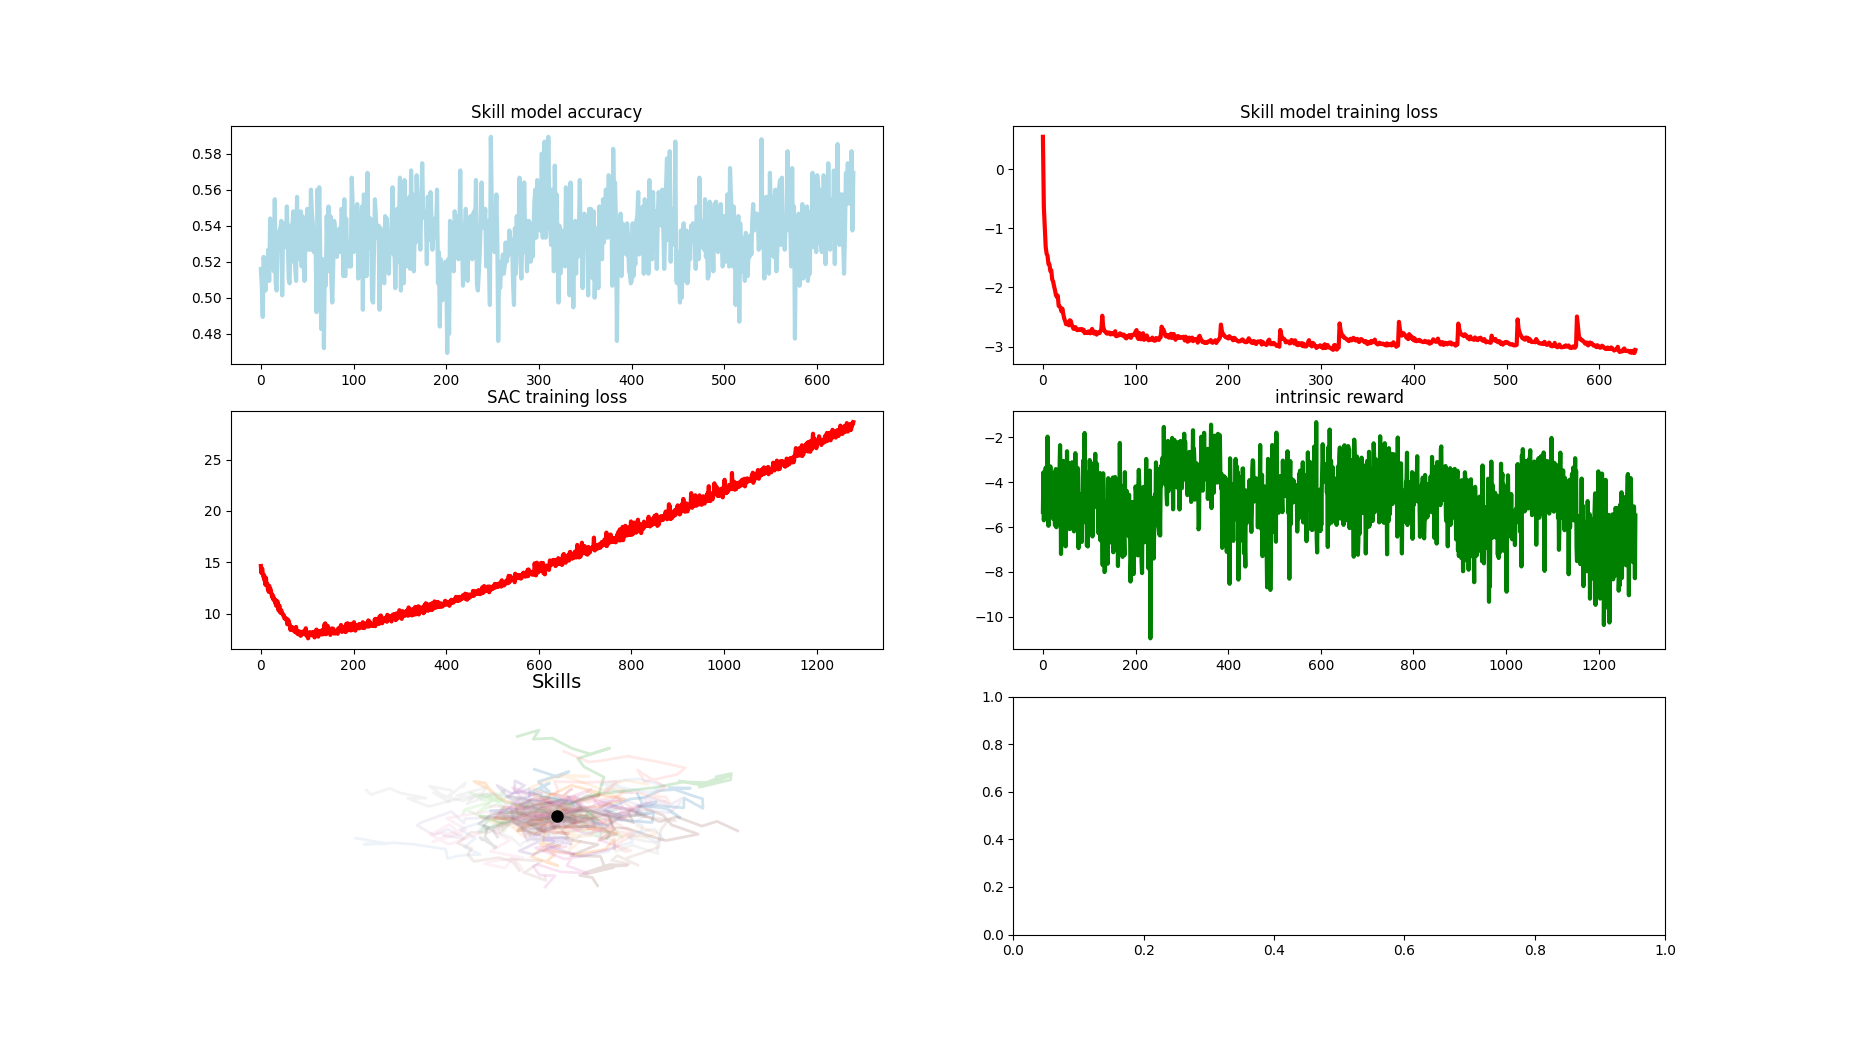 Skill model accuracy
0.58
0.56
0.54
0.52
0.50
0.48
0 100 200 300 400 500 600
Skill model training loss
0
−1
−2
−3
0 100 200 300 400 500 600
SAC training loss
25
20
15
10
0 200 400 600 800 1000 1200
intrinsic reward
−2
−4
−6
−8
−10
0 200 400 600 800 1000 1200
Skills
1.0
0.8
0.6
0.4
0.2
0.0
0.0 0.2 0.4 0.6 0.8 1.0